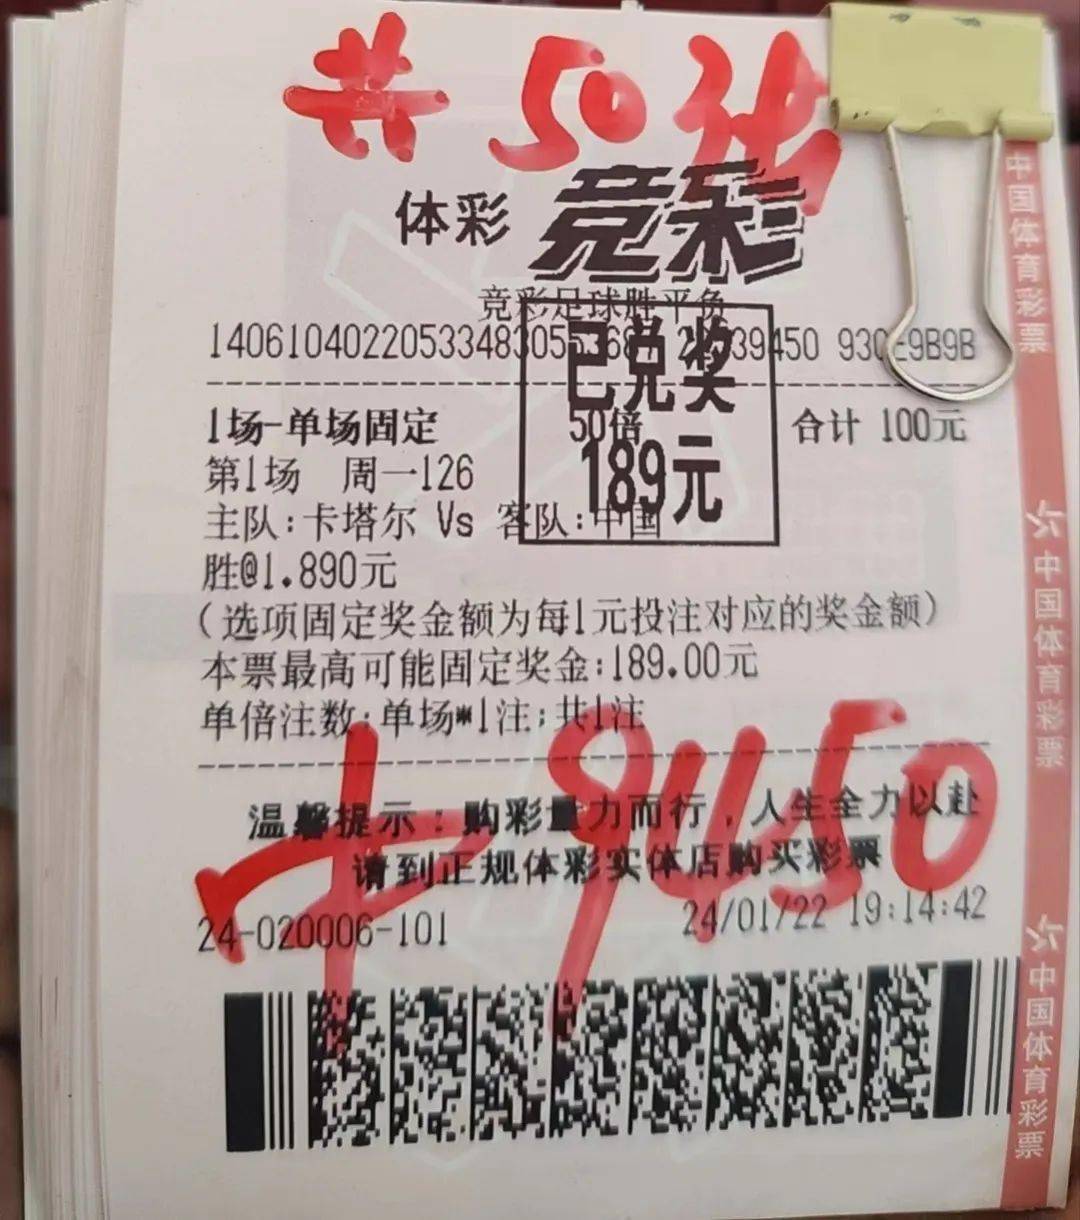 共50张
体彩 竞彩
竞彩足球胜平负
已兑奖
189元
1场-单场固定 50倍 合计 100元
第1场 周一126
主队:卡塔尔 Vs 客队:中国
胜@1.890元
(选项固定奖金额为每1元投注对应的奖金额)
本票最高可能固定奖金:189.00元
单倍注数:单场*1注;共1注
+9450
温馨提示:购彩量力而行,人生全力以赴
请到正规体彩实体店购买彩票
24-020006-101 24/01/22 19:14:42
中国体育彩票
中国体育彩票
中国体育彩票